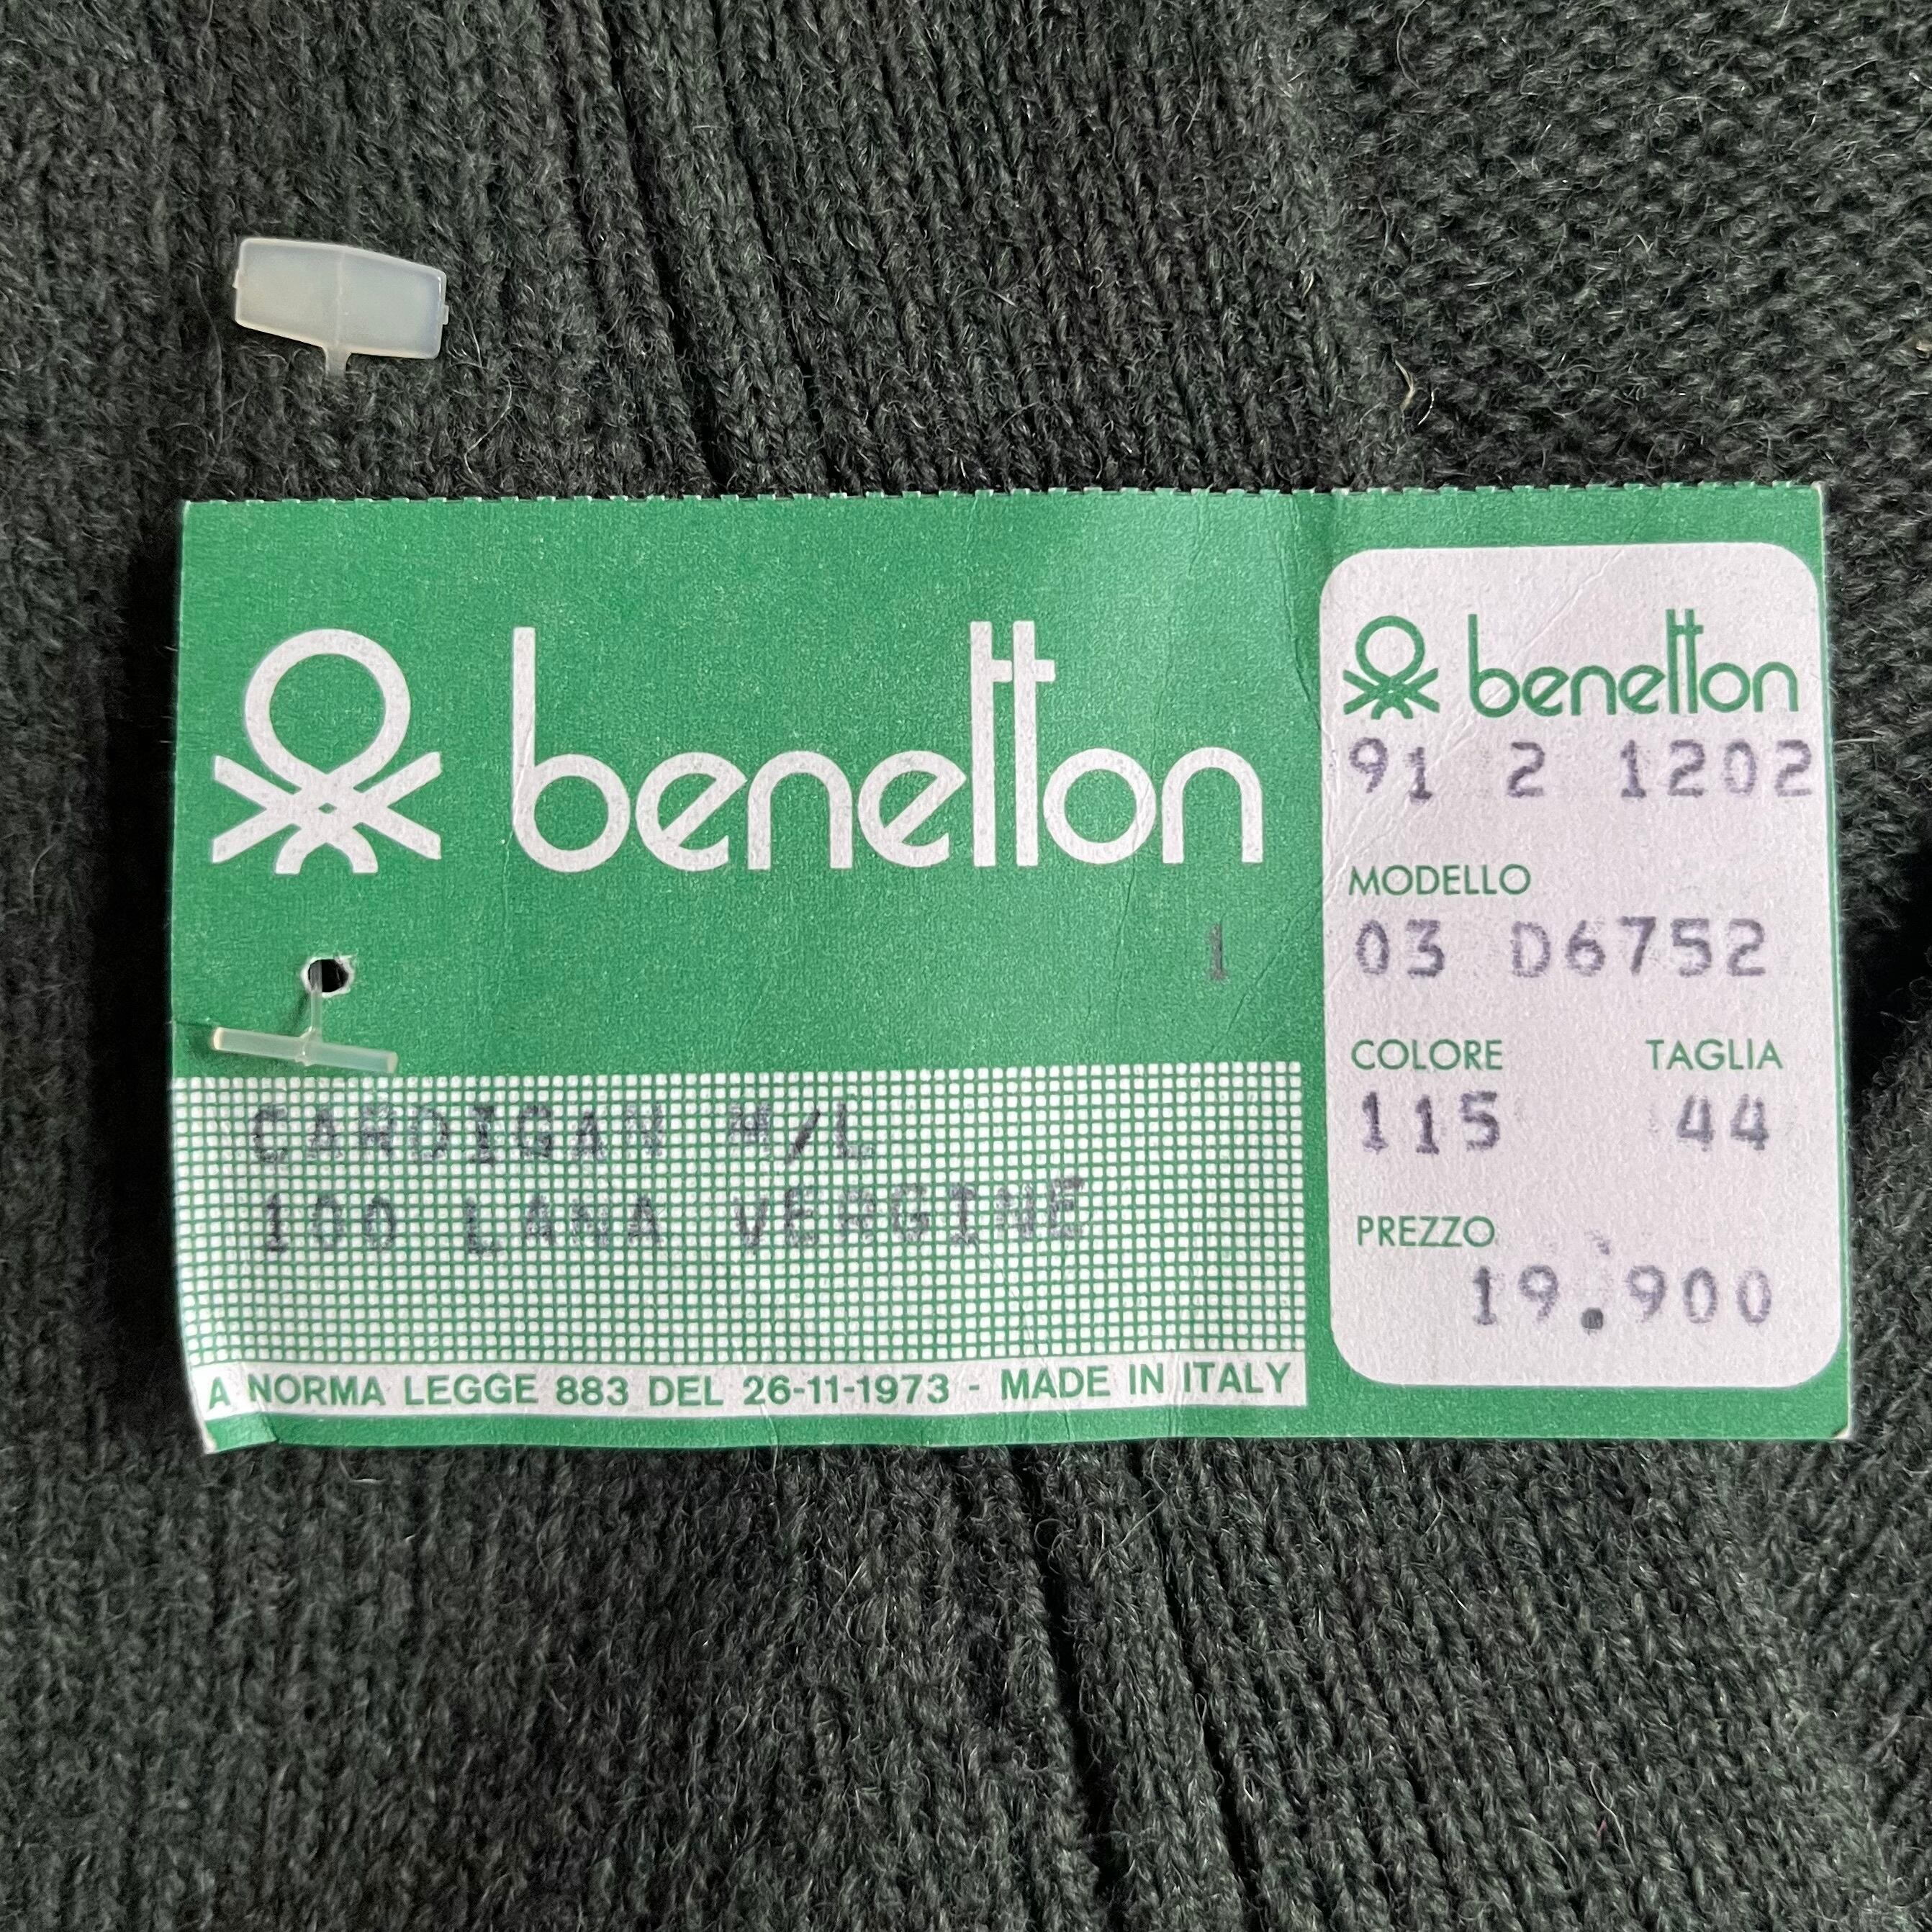 benetton
1
CARDIGAN M/L
100 LANA VERGINE
A NORMA LEGGE 883 DEL 26-11-1973 - MADE IN ITALY
benetton
91 2 1202
MODELLO
03 D6752
COLORE TAGLIA
115 44
PREZZO
19.900